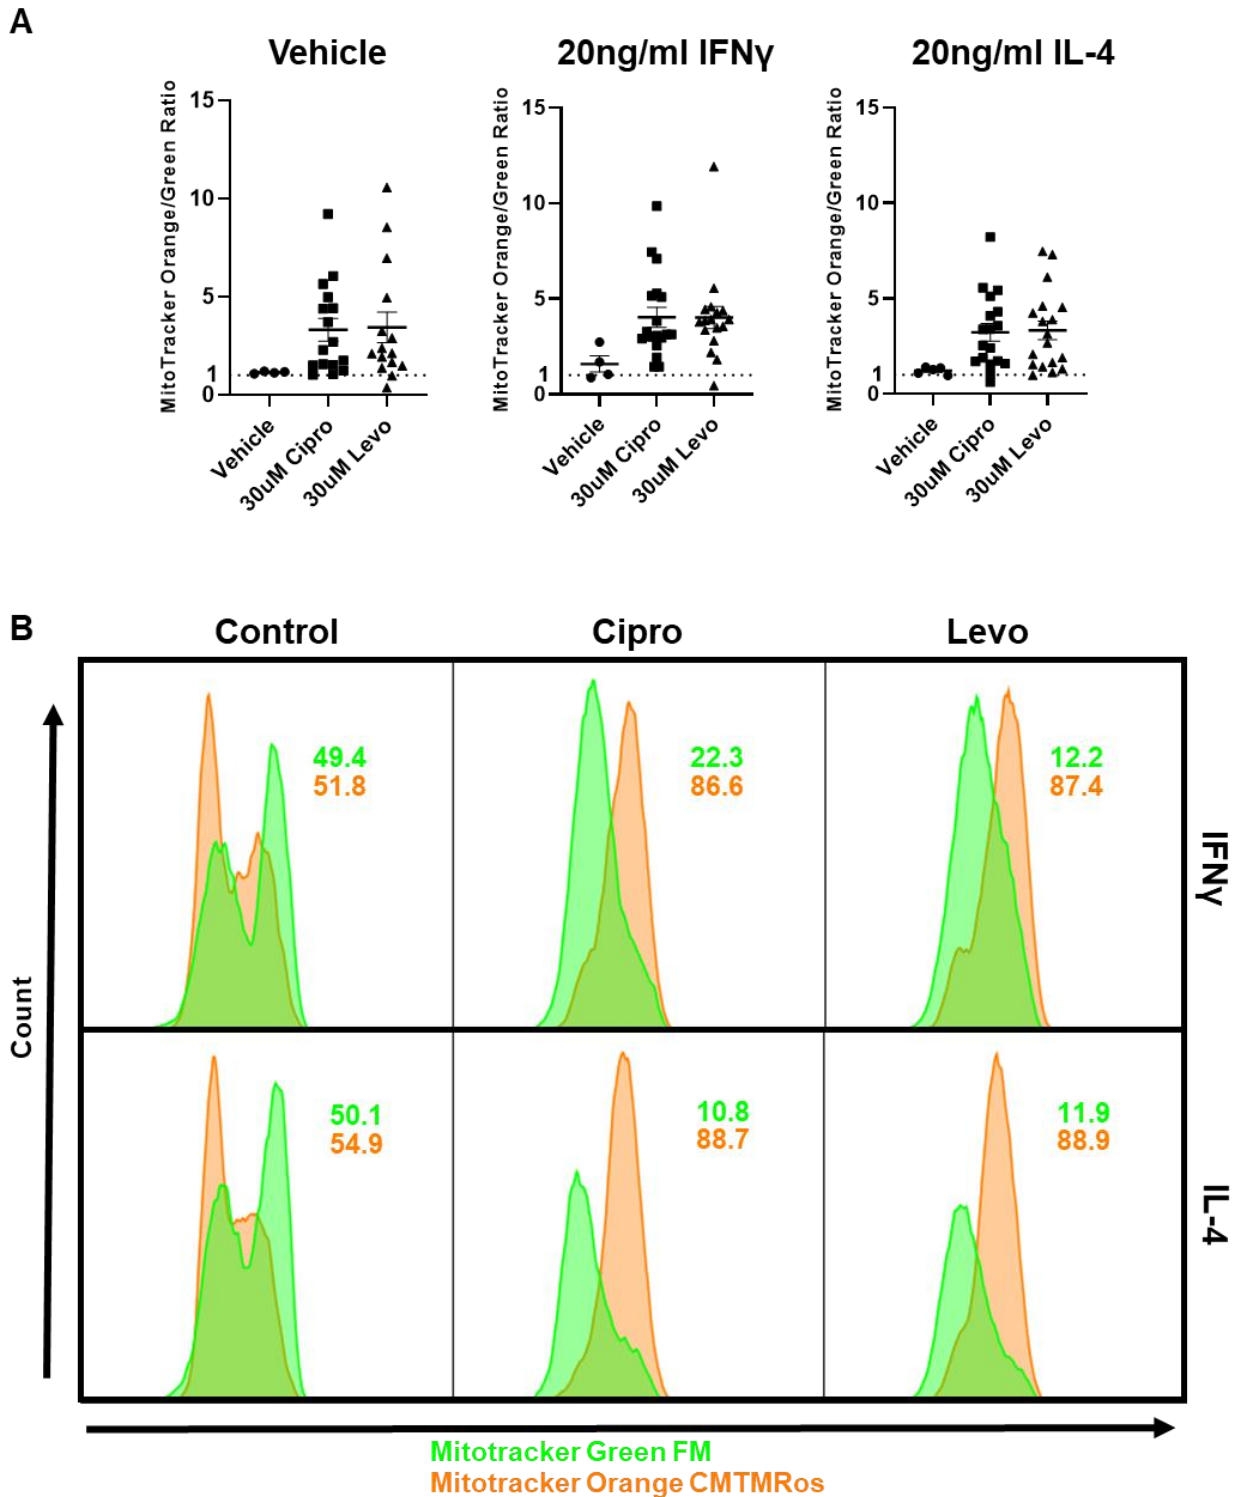 A
Vehicle
20ng/ml IFNγ
20ng/ml IL-4
MitoTracker Orange/Green Ratio
15
10
5
1
0
Vehicle
30uM Cipro
30uM Levo
MitoTracker Orange/Green Ratio
15
10
5
1
0
Vehicle
30uM Cipro
30uM Levo
MitoTracker Orange/Green Ratio
15
10
5
1
0
Vehicle
30uM Cipro
30uM Levo
B
Control
Cipro
Levo
49.4
51.8
22.3
86.6
12.2
87.4
IFNγ
Count
50.1
54.9
10.8
88.7
11.9
88.9
IL-4
Mitotracker Green FM
Mitotracker Orange CMTMRos